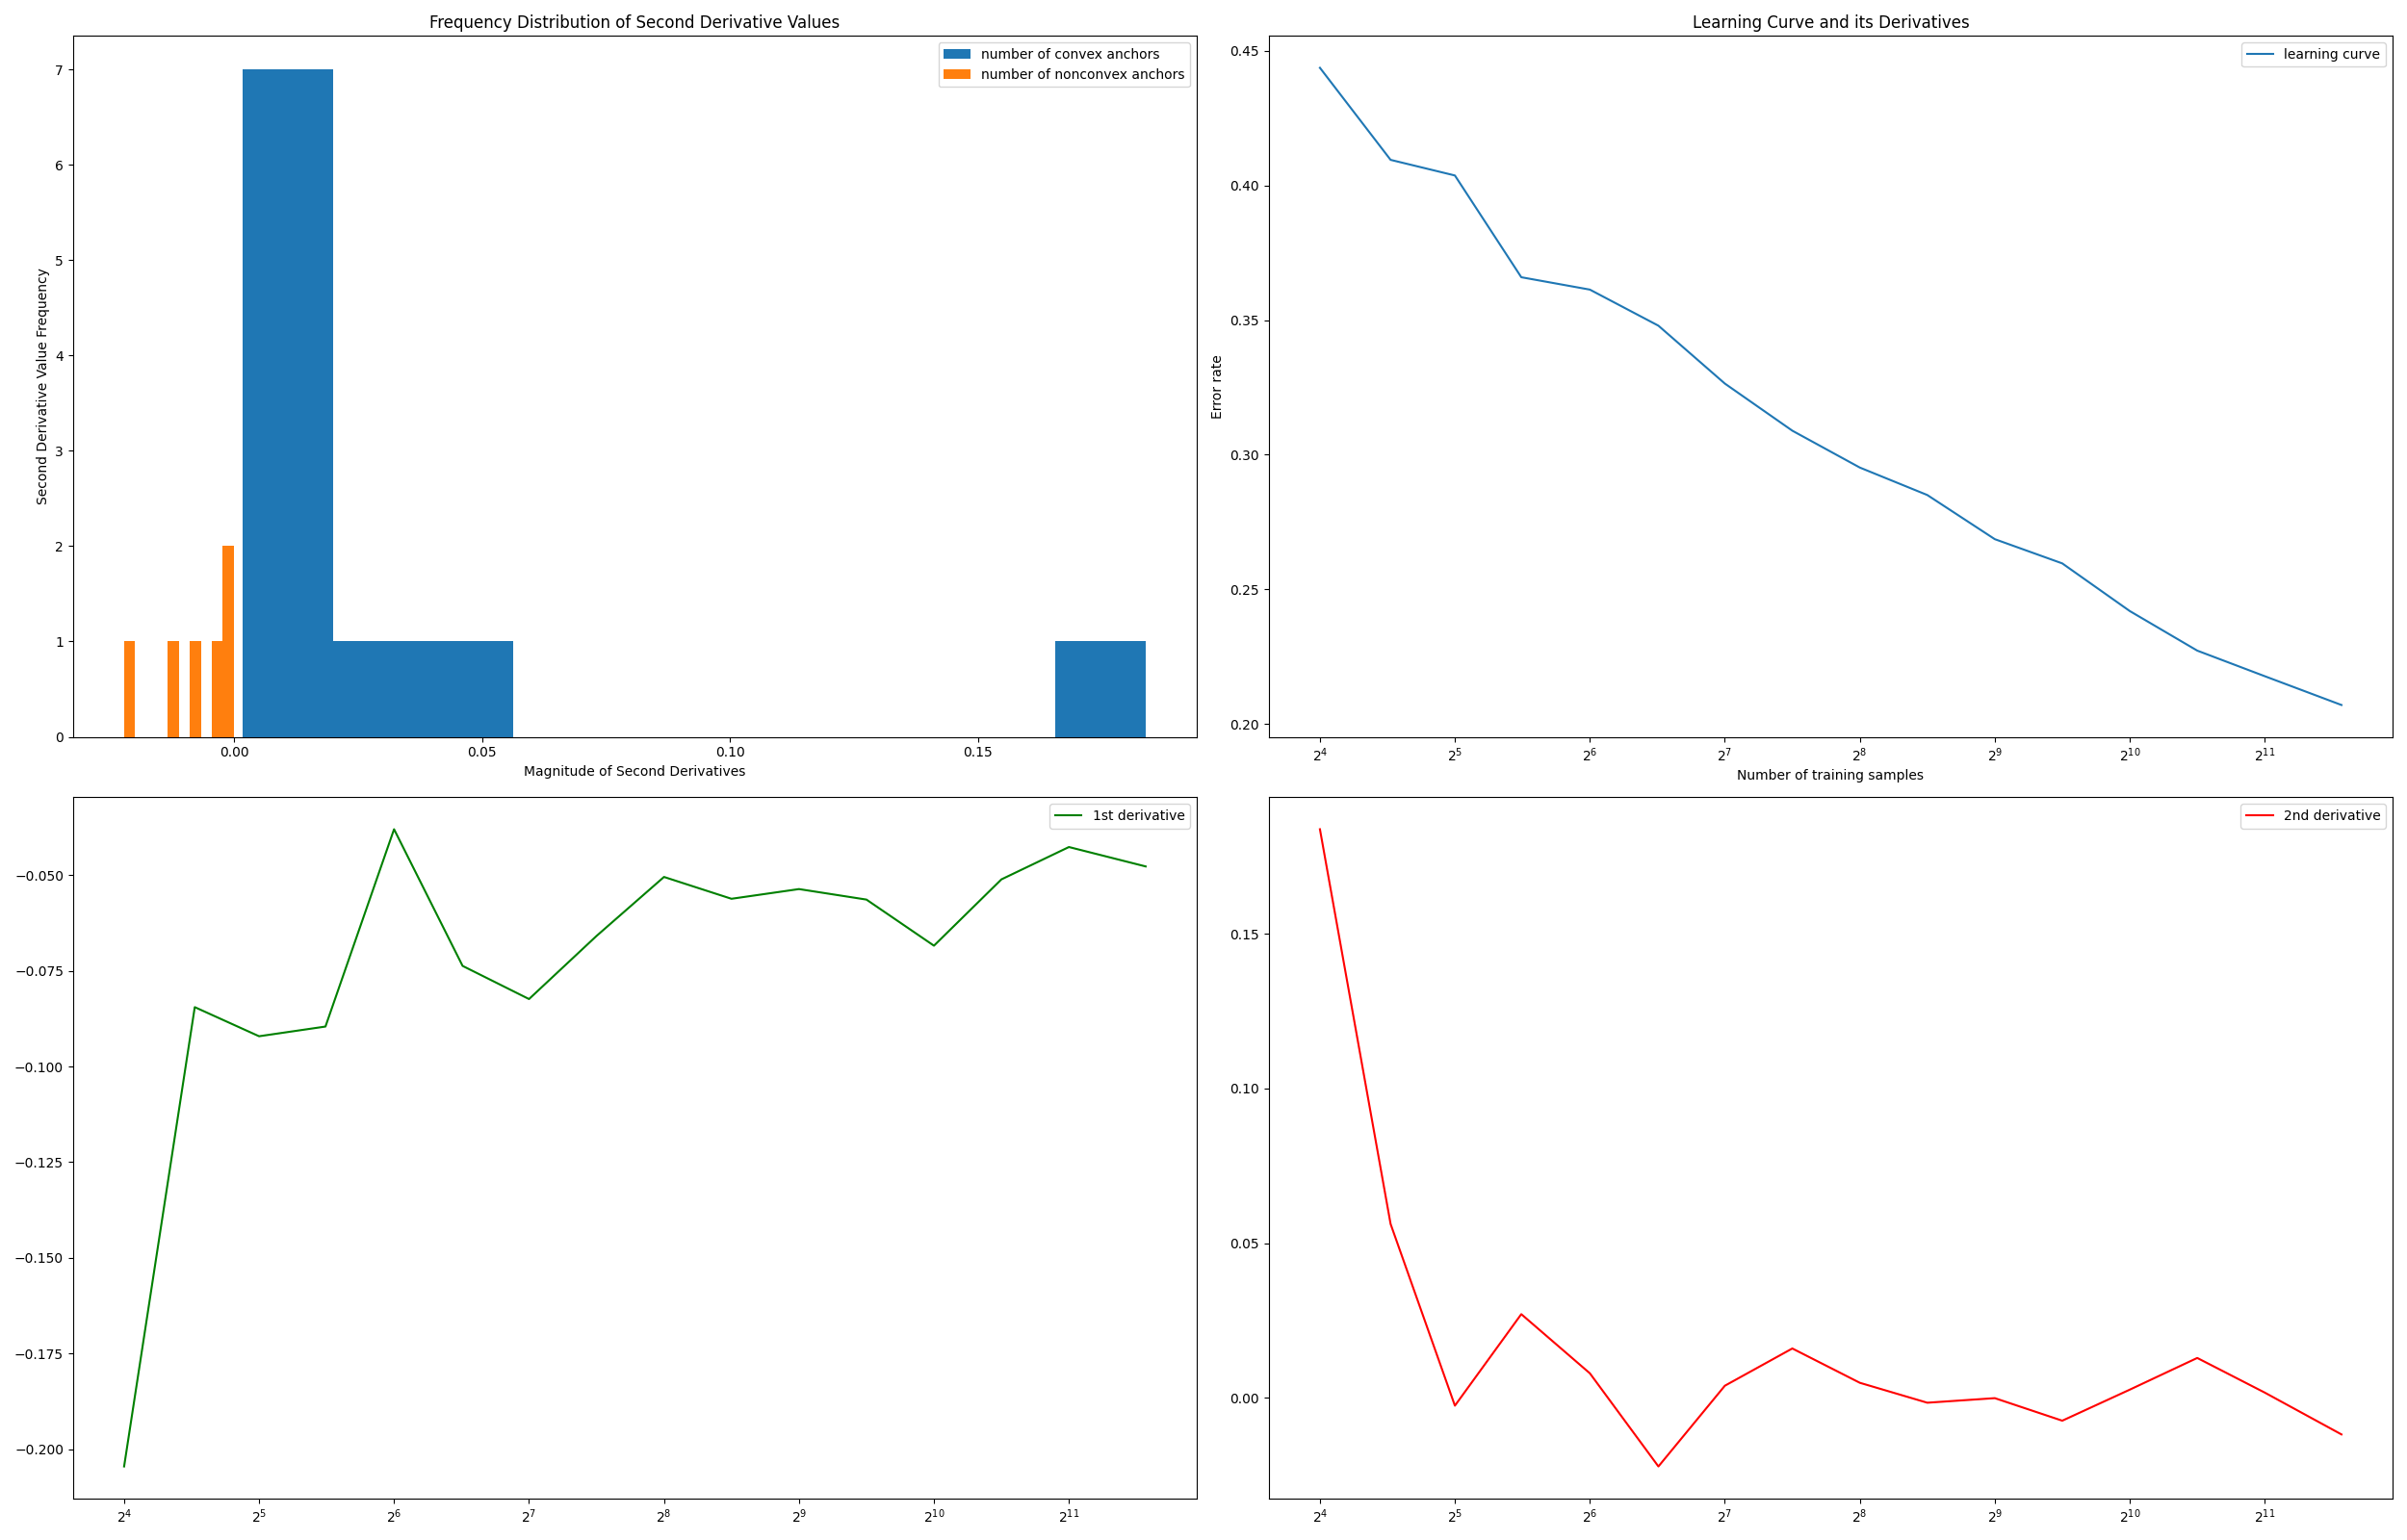 Frequency Distribution of Second Derivative Values
number of convex anchors
number of nonconvex anchors
Second Derivative Value Frequency
7
6
5
4
3
2
1
0
0.00 0.05 0.10 0.15
Magnitude of Second Derivatives
Learning Curve and its Derivatives
learning curve
Error rate
0.45
0.40
0.35
0.30
0.25
0.20
2^4 2^5 2^6 2^7 2^8 2^9 2^10 2^11
Number of training samples
1st derivative
−0.050
−0.075
−0.100
−0.125
−0.150
−0.175
−0.200
2^4 2^5 2^6 2^7 2^8 2^9 2^10 2^11
2nd derivative
0.15
0.10
0.05
0.00
2^4 2^5 2^6 2^7 2^8 2^9 2^10 2^11